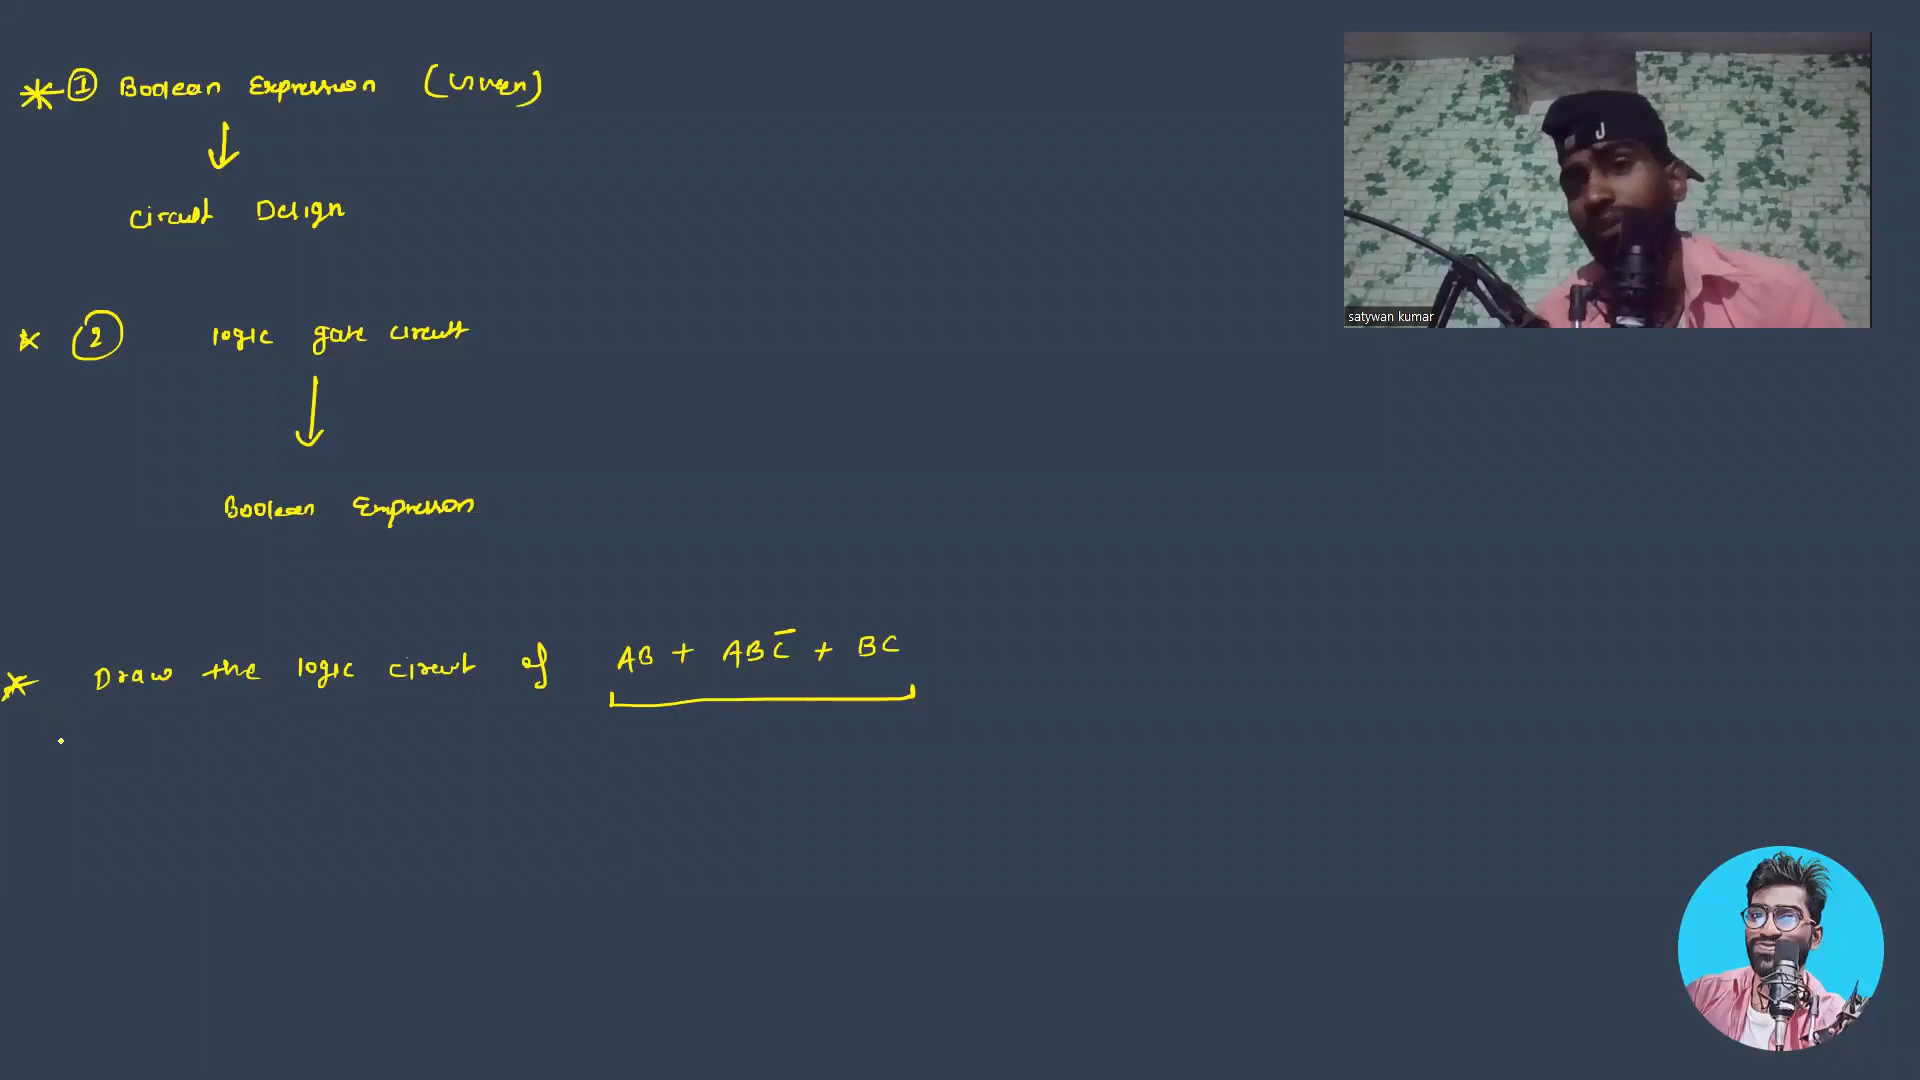 * ① Boolean Expression (Given)
↓
circuit Design
* ② logic gate circuit
↓
Boolean Expression
* Draw the logic circuit of AB + ABC̅ + BC
J
satywan kumar